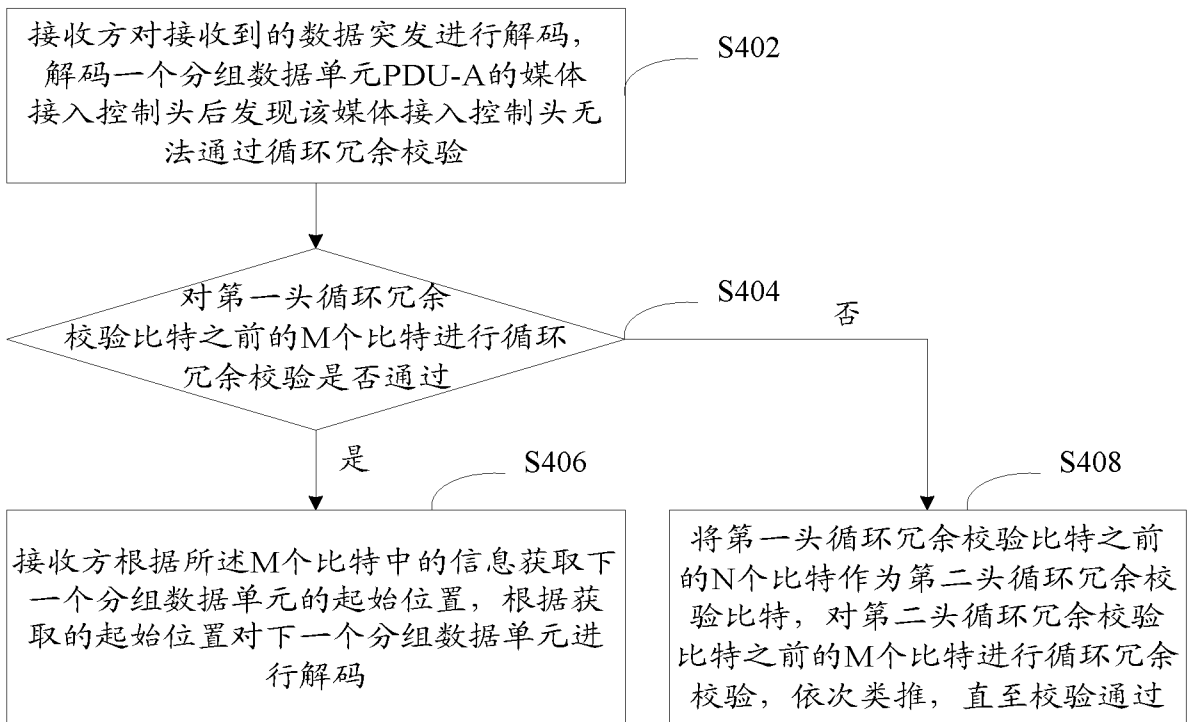 接收方对接收到的数据突发进行解码，
解码一个分组数据单元PDU-A的媒体
接入控制头后发现该媒体接入控制头无
法通过循环冗余校验
S402
对第一头循环冗余
校验比特之前的M个比特进行循环
冗余校验是否通过
S404
否
是
S406
接收方根据所述M个比特中的信息获取下
一个分组数据单元的起始位置，根据获
取的起始位置对下一个分组数据单元进
行解码
S408
将第一头循环冗余校验比特之前
的N个比特作为第二头循环冗余校
验比特，对第二头循环冗余校验
比特之前的M个比特进行循环冗余
校验，依次类推，直至校验通过